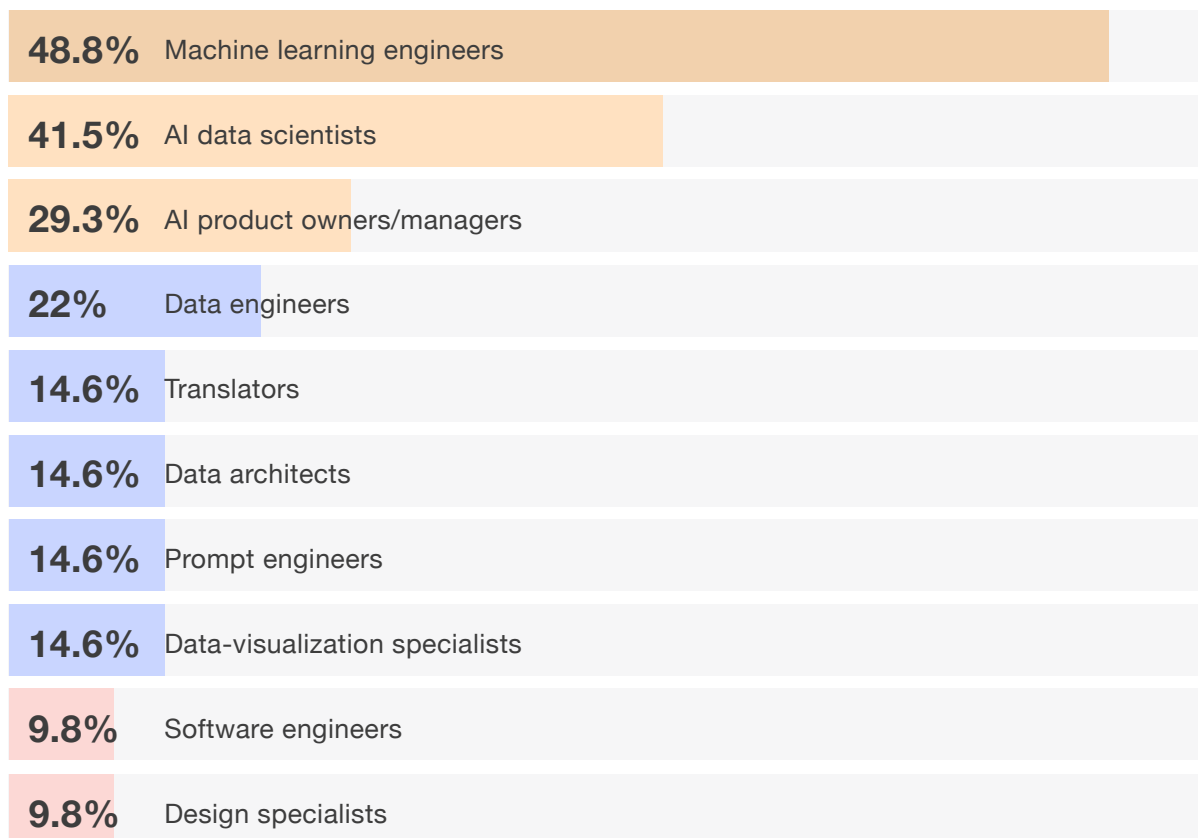 48.8% Machine learning engineers
41.5% AI data scientists
29.3% AI product owners/managers
22% Data engineers
14.6% Translators
14.6% Data architects
14.6% Prompt engineers
14.6% Data-visualization specialists
9.8% Software engineers
9.8% Design specialists